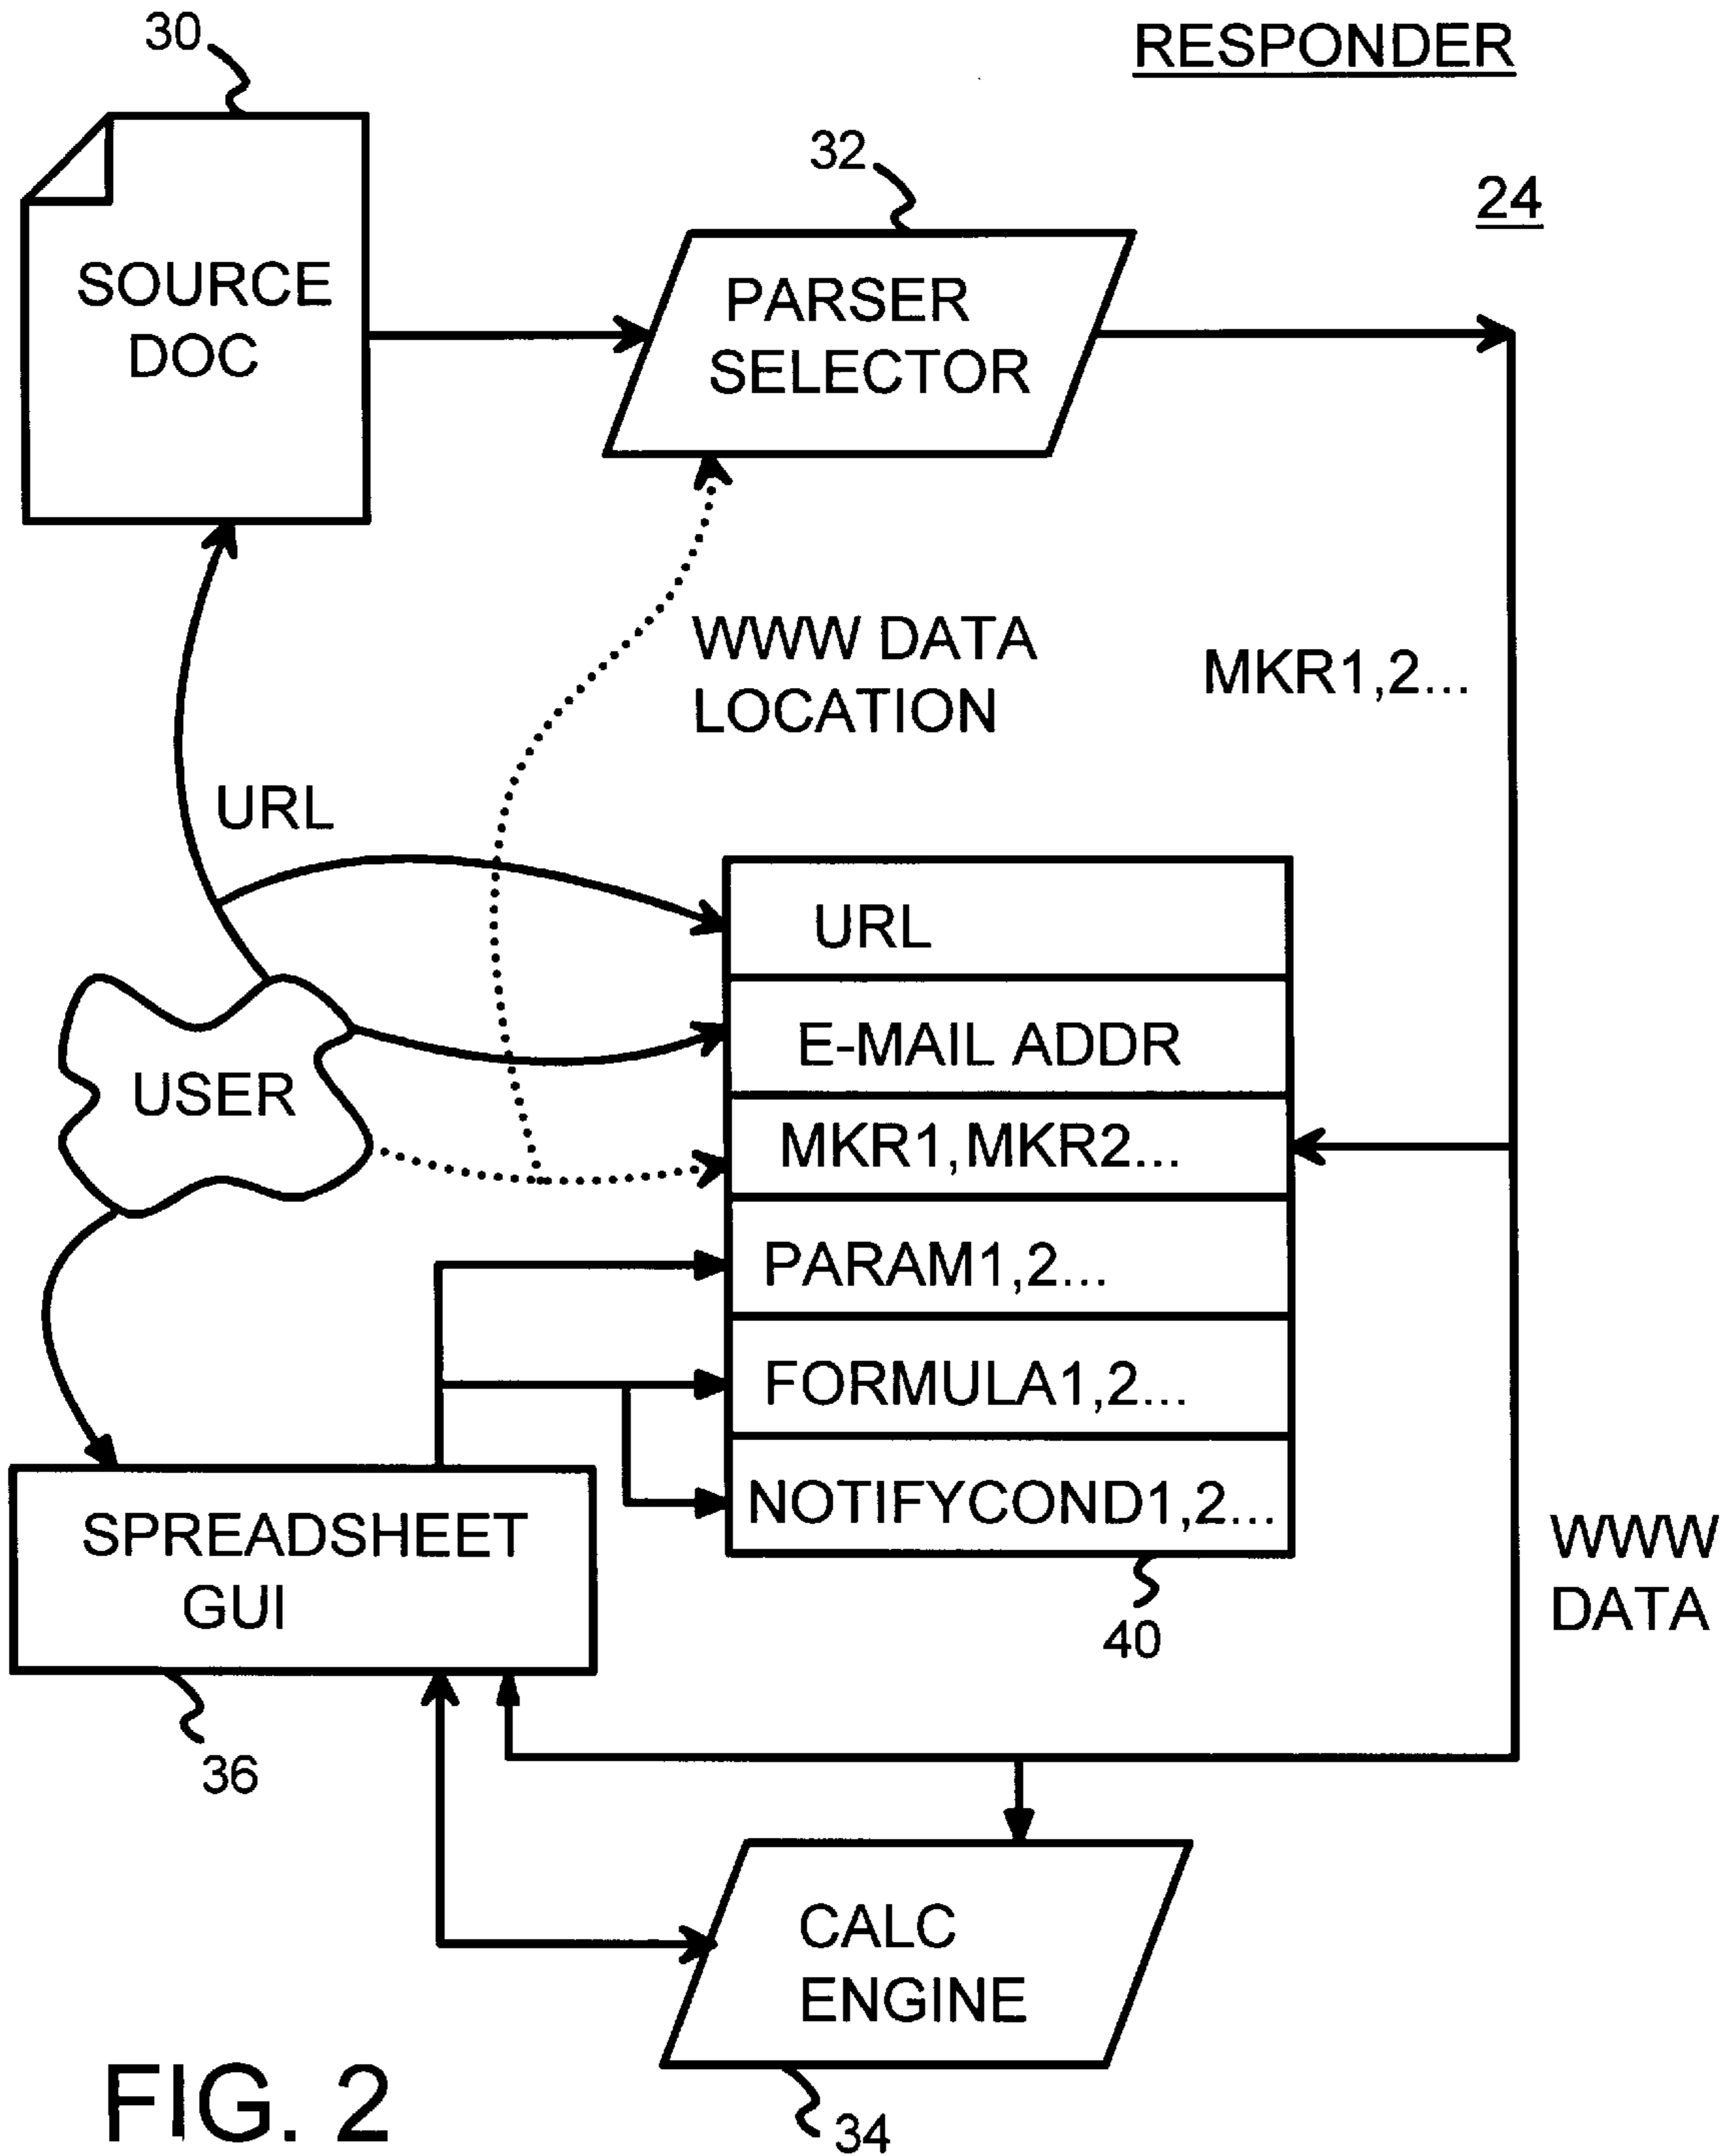 30
RESPONDER
32
24
SOURCE
DOC
PARSER
SELECTOR
WWW DATA
LOCATION
MKR1,2...
URL
URL
E-MAIL ADDR
USER
MKR1,MKR2...
PARAM1,2...
FORMULA1,2...
NOTIFYCOND1,2...
SPREADSHEET
GUI
WWW
DATA
40
36
CALC
ENGINE
FIG. 2
34